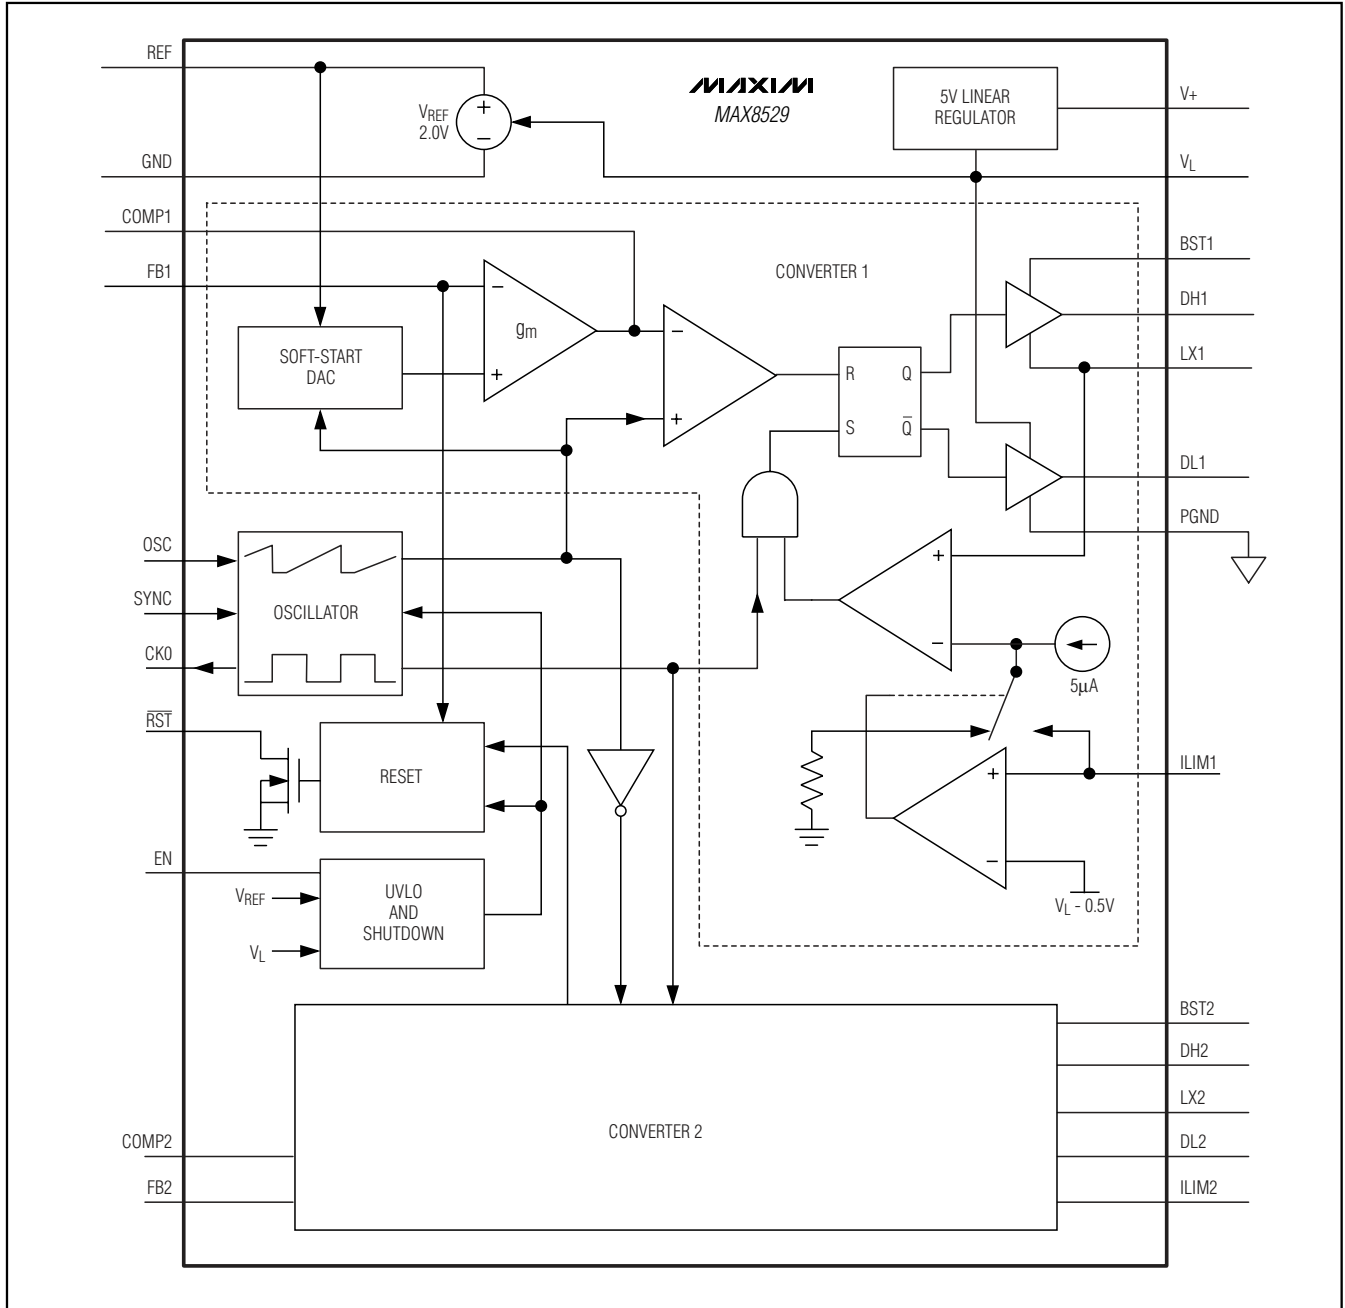 REF
MAXIM
MAX8529
VREF
2.0V
+
−
5V LINEAR
REGULATOR
V+
GND
VL
COMP1
BST1
FB1
CONVERTER 1
−
gm
+
DH1
SOFT-START
DAC
−
+
LX1
R Q
S Q̅
DL1
PGND
OSC
SYNC
OSCILLATOR
CK0
+
−
5µA
R̅S̅T̅
RESET
ILIM1
+
−
VL - 0.5V
EN
VREF
VL
UVLO
AND
SHUTDOWN
BST2
DH2
LX2
CONVERTER 2
COMP2
DL2
FB2
ILIM2